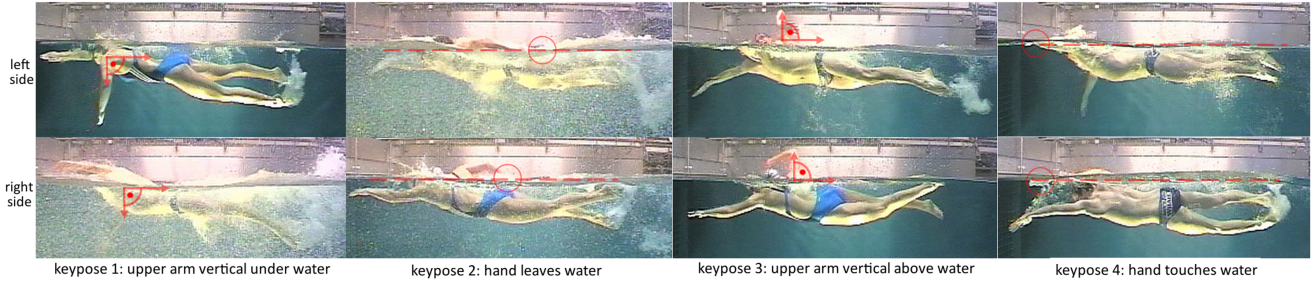 left
side
right
side
keypose 1: upper arm vertical under water
keypose 2: hand leaves water
keypose 3: upper arm vertical above water
keypose 4: hand touches water